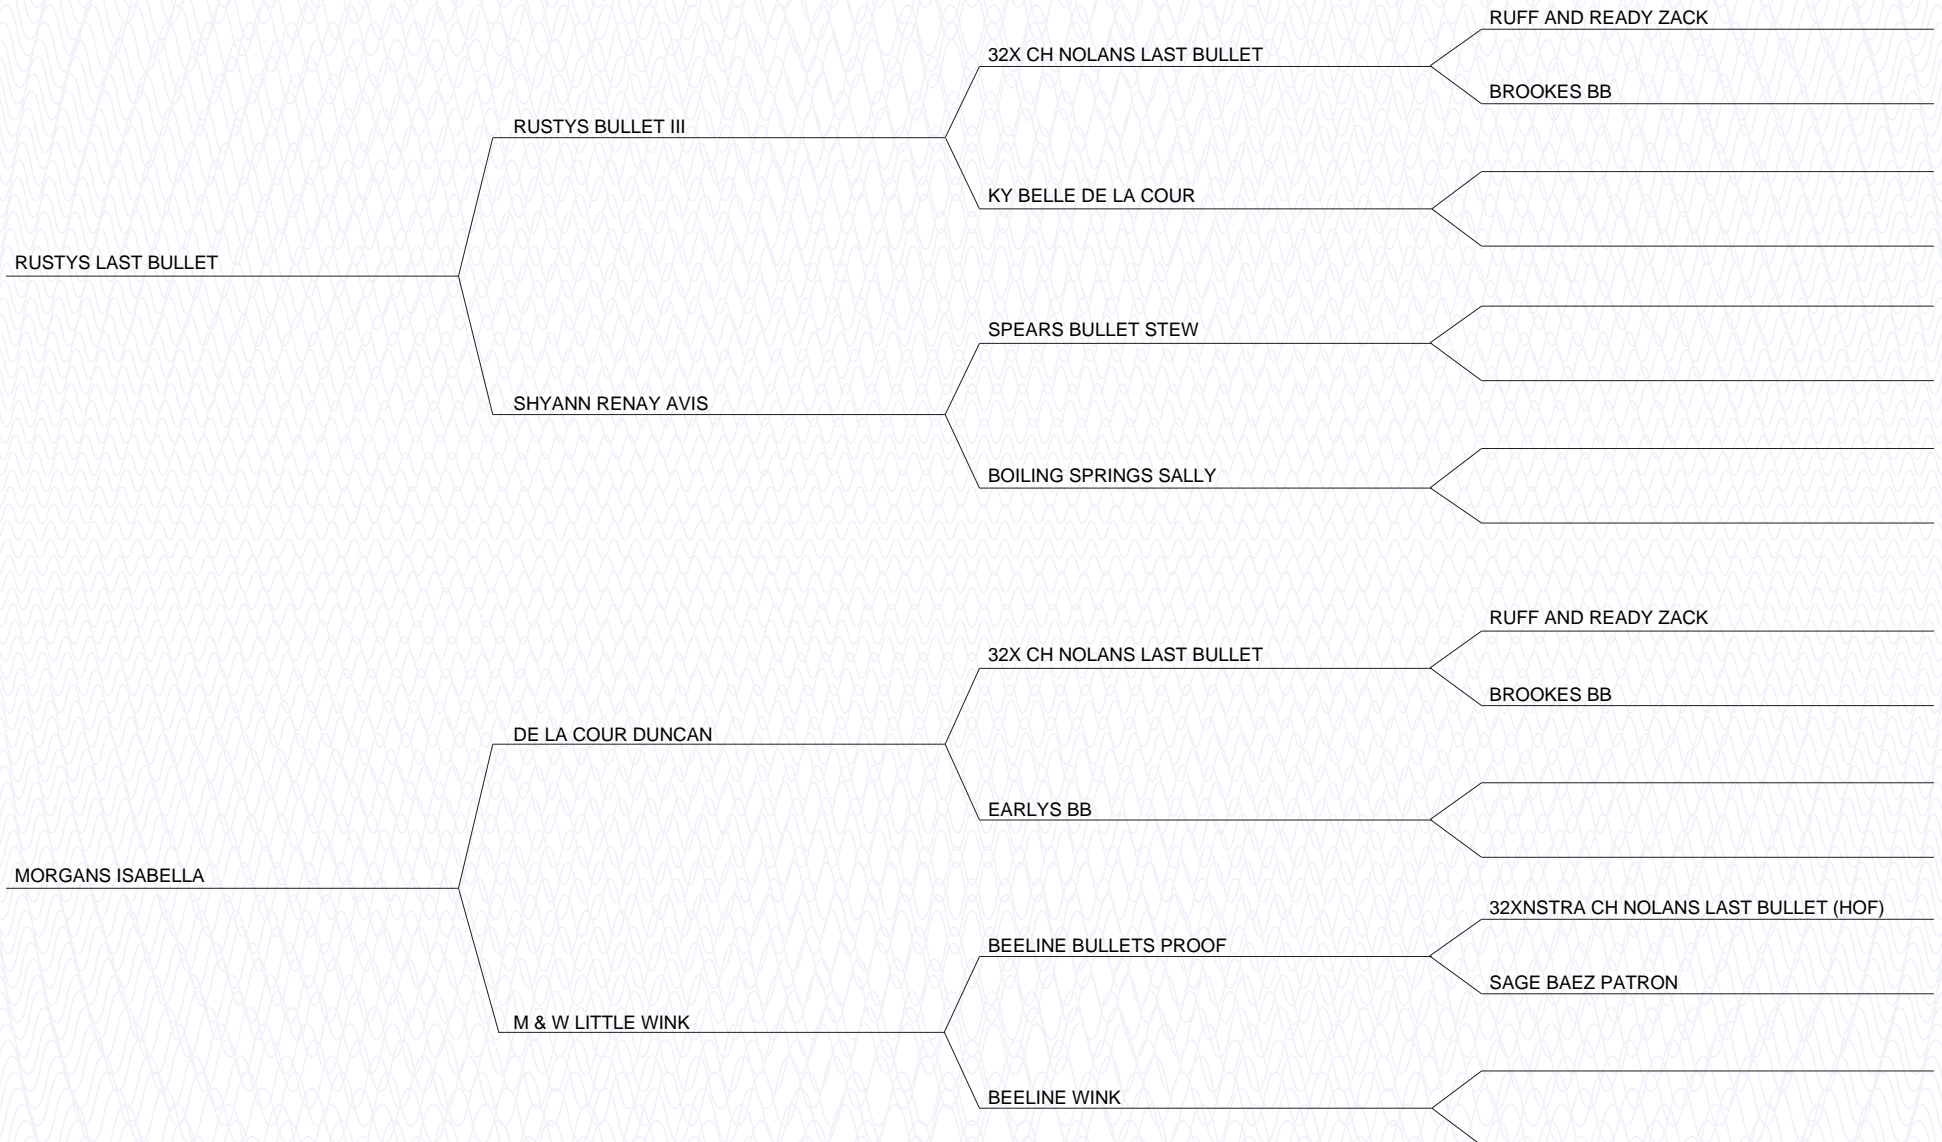 RUFF AND READY ZACK
32X CH NOLANS LAST BULLET
BROOKES BB
RUSTYS BULLET III
KY BELLE DE LA COUR
RUSTYS LAST BULLET
SPEARS BULLET STEW
SHYANN RENAY AVIS
BOILING SPRINGS SALLY
RUFF AND READY ZACK
32X CH NOLANS LAST BULLET
BROOKES BB
DE LA COUR DUNCAN
EARLYS BB
MORGANS ISABELLA
32XNSTRA CH NOLANS LAST BULLET (HOF)
BEELINE BULLETS PROOF
SAGE BAEZ PATRON
M & W LITTLE WINK
BEELINE WINK